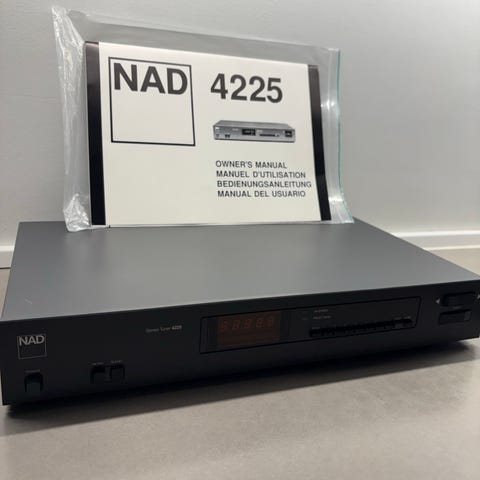 NAD
4225
OWNER'S MANUAL
MANUEL D'UTILISATION
BEDIENUNGSANLEITUNG
MANUAL DEL USUARIO
NAD
Stereo Tuner 4225